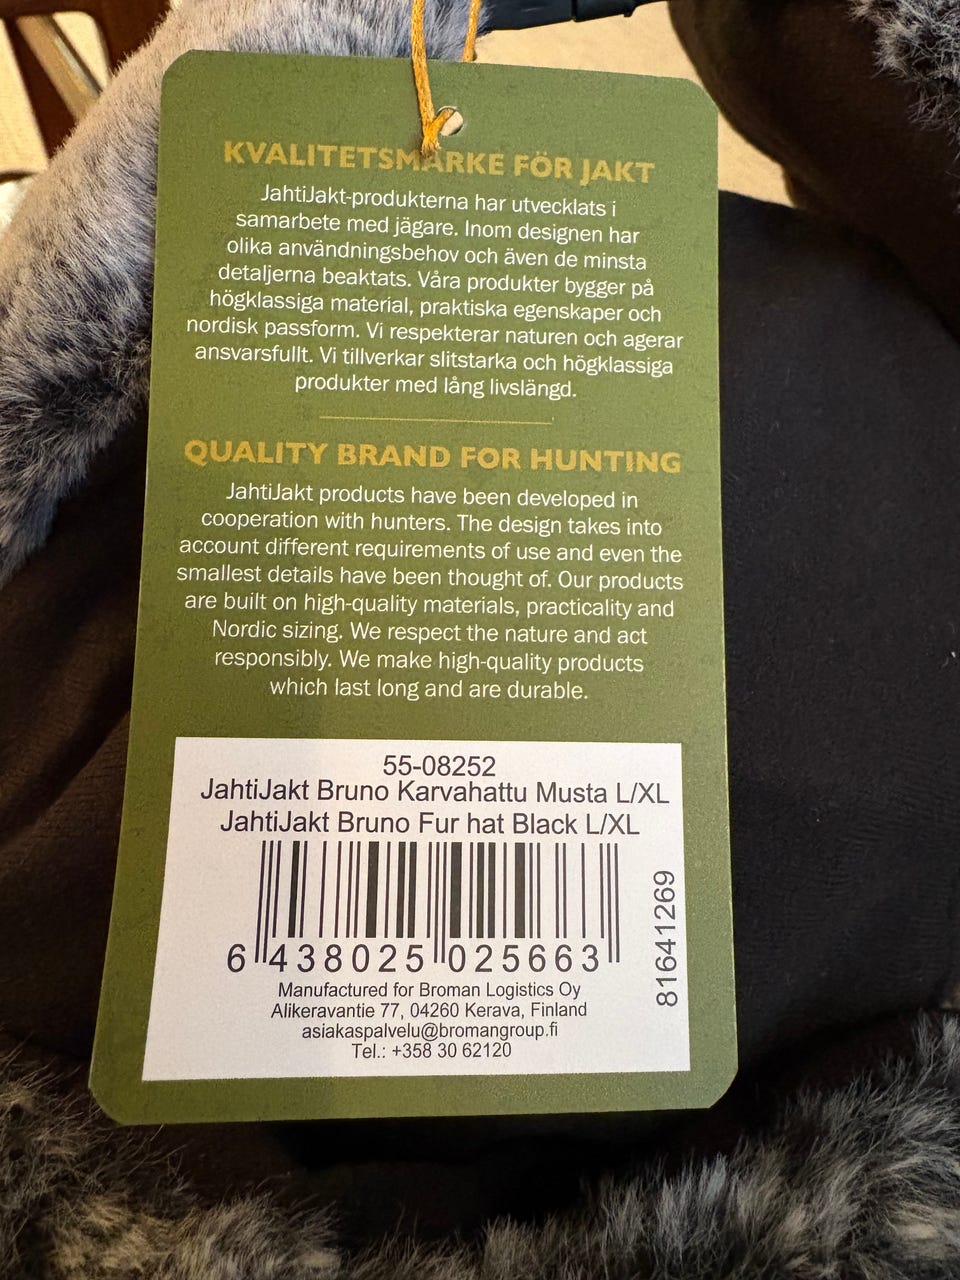 KVALITETSMÄRKE FÖR JAKT
JahtiJakt-produkterna har utvecklats i
samarbete med jägare. Inom designen har
olika användningsbehov och även de minsta
detaljerna beaktats. Våra produkter bygger på
högklassiga material, praktiska egenskaper och
nordisk passform. Vi respekterar naturen och agerar
ansvarsfullt. Vi tillverkar slitstarka och högklassiga
produkter med lång livslängd.
QUALITY BRAND FOR HUNTING
JahtiJakt products have been developed in
cooperation with hunters. The design takes into
account different requirements of use and even the
smallest details have been thought of. Our products
are built on high-quality materials, practicality and
Nordic sizing. We respect the nature and act
responsibly. We make high-quality products
which last long and are durable.
55-08252
JahtiJakt Bruno Karvahattu Musta L/XL
JahtiJakt Bruno Fur hat Black L/XL
6 438025 025663
81641269
Manufactured for Broman Logistics Oy
Alikeravantie 77, 04260 Kerava, Finland
asiakaspalvelu@bromangroup.fi
Tel.: +358 30 62120